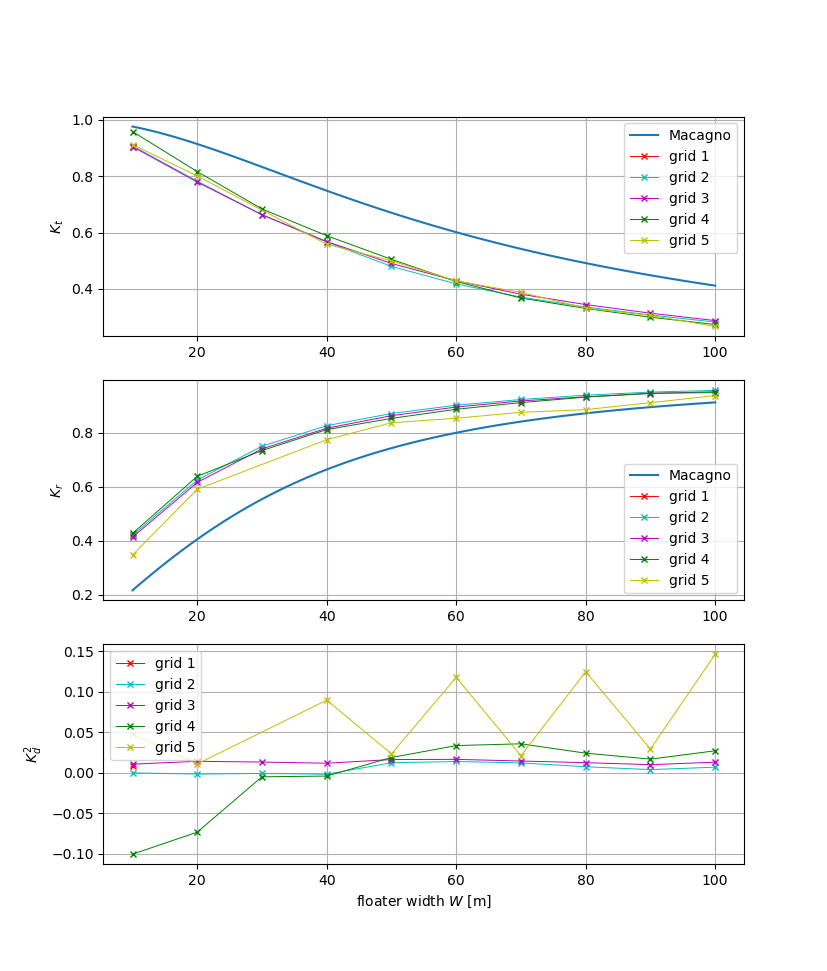 1.0
0.8
0.6
0.4
K_t
Macagno
grid 1
grid 2
grid 3
grid 4
grid 5
20 40 60 80 100
0.8
0.6
0.4
0.2
K_r
Macagno
grid 1
grid 2
grid 3
grid 4
grid 5
20 40 60 80 100
0.15
0.10
0.05
0.00
−0.05
−0.10
K_d^2
grid 1
grid 2
grid 3
grid 4
grid 5
20 40 60 80 100
floater width W [m]